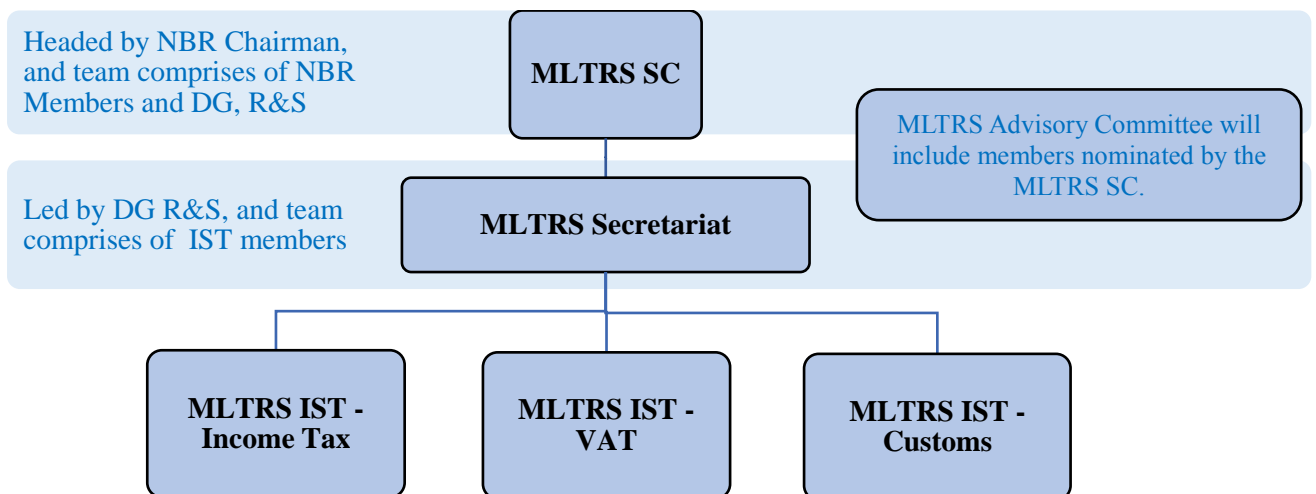 Headed by NBR Chairman,
and team comprises of NBR
Members and DG, R&S
MLTRS SC
MLTRS Advisory Committee will
include members nominated by the
MLTRS SC.
Led by DG R&S, and team
comprises of IST members
MLTRS Secretariat
MLTRS IST -
Income Tax
MLTRS IST -
VAT
MLTRS IST -
Customs